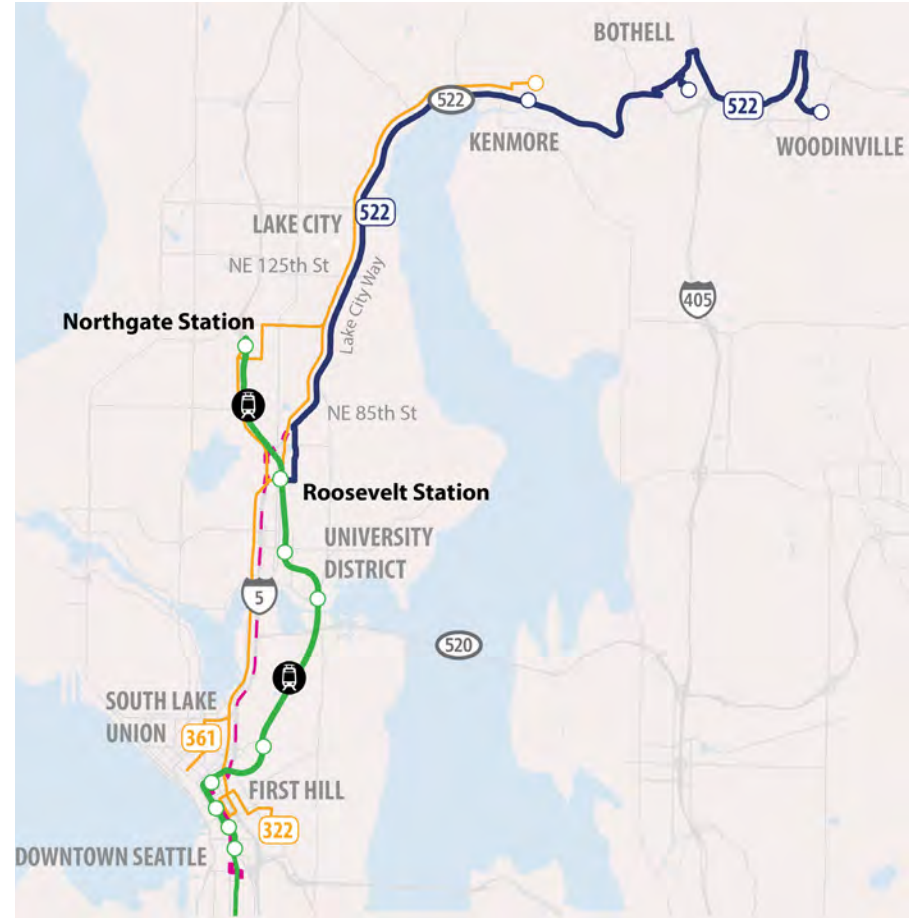 BOTHELL
522
522
KENMORE
WOODINVILLE
522
LAKE CITY
NE 125th St
Lake City Way
405
Northgate Station
NE 85th St
Roosevelt Station
UNIVERSITY
DISTRICT
5
520
SOUTH LAKE
UNION
361
FIRST HILL
322
DOWNTOWN SEATTLE